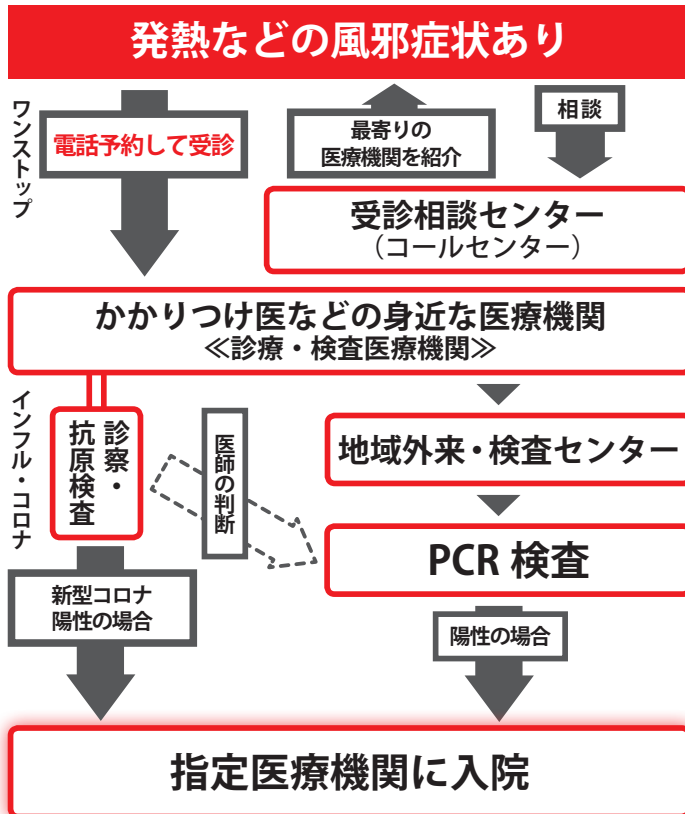 発熱などの風邪症状あり
ワンストップ
電話予約して受診
最寄りの
医療機関を紹介
相談
受診相談センター
（コールセンター）
かかりつけ医などの身近な医療機関
≪診療・検査医療機関≫
インフル・コロナ
診察・
抗原検査
医師の判断
地域外来・検査センター
PCR 検査
新型コロナ
陽性の場合
陽性の場合
指定医療機関に入院